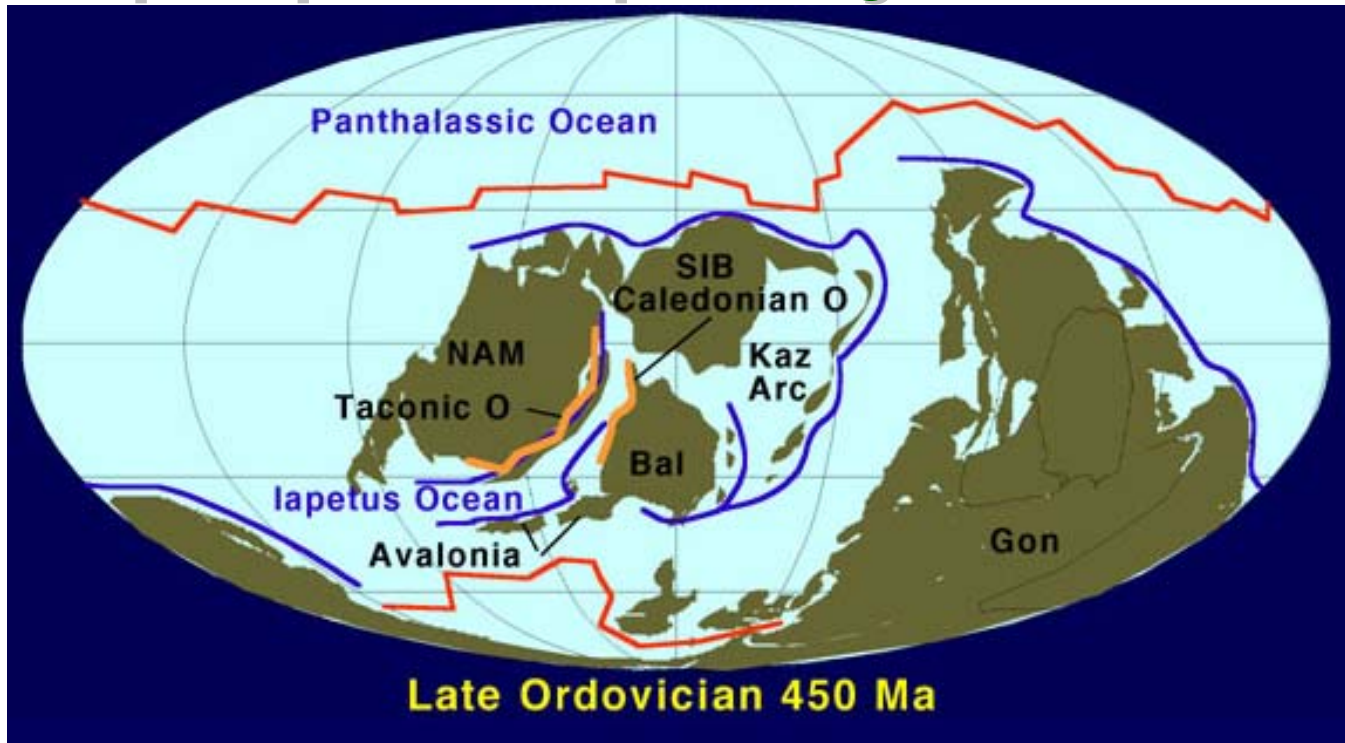 Panthalassic Ocean
SIB
Caledonian O
NAM
Kaz
Arc
Taconic O
Bal
Iapetus Ocean
Avalonia
Gon
Late Ordovician 450 Ma